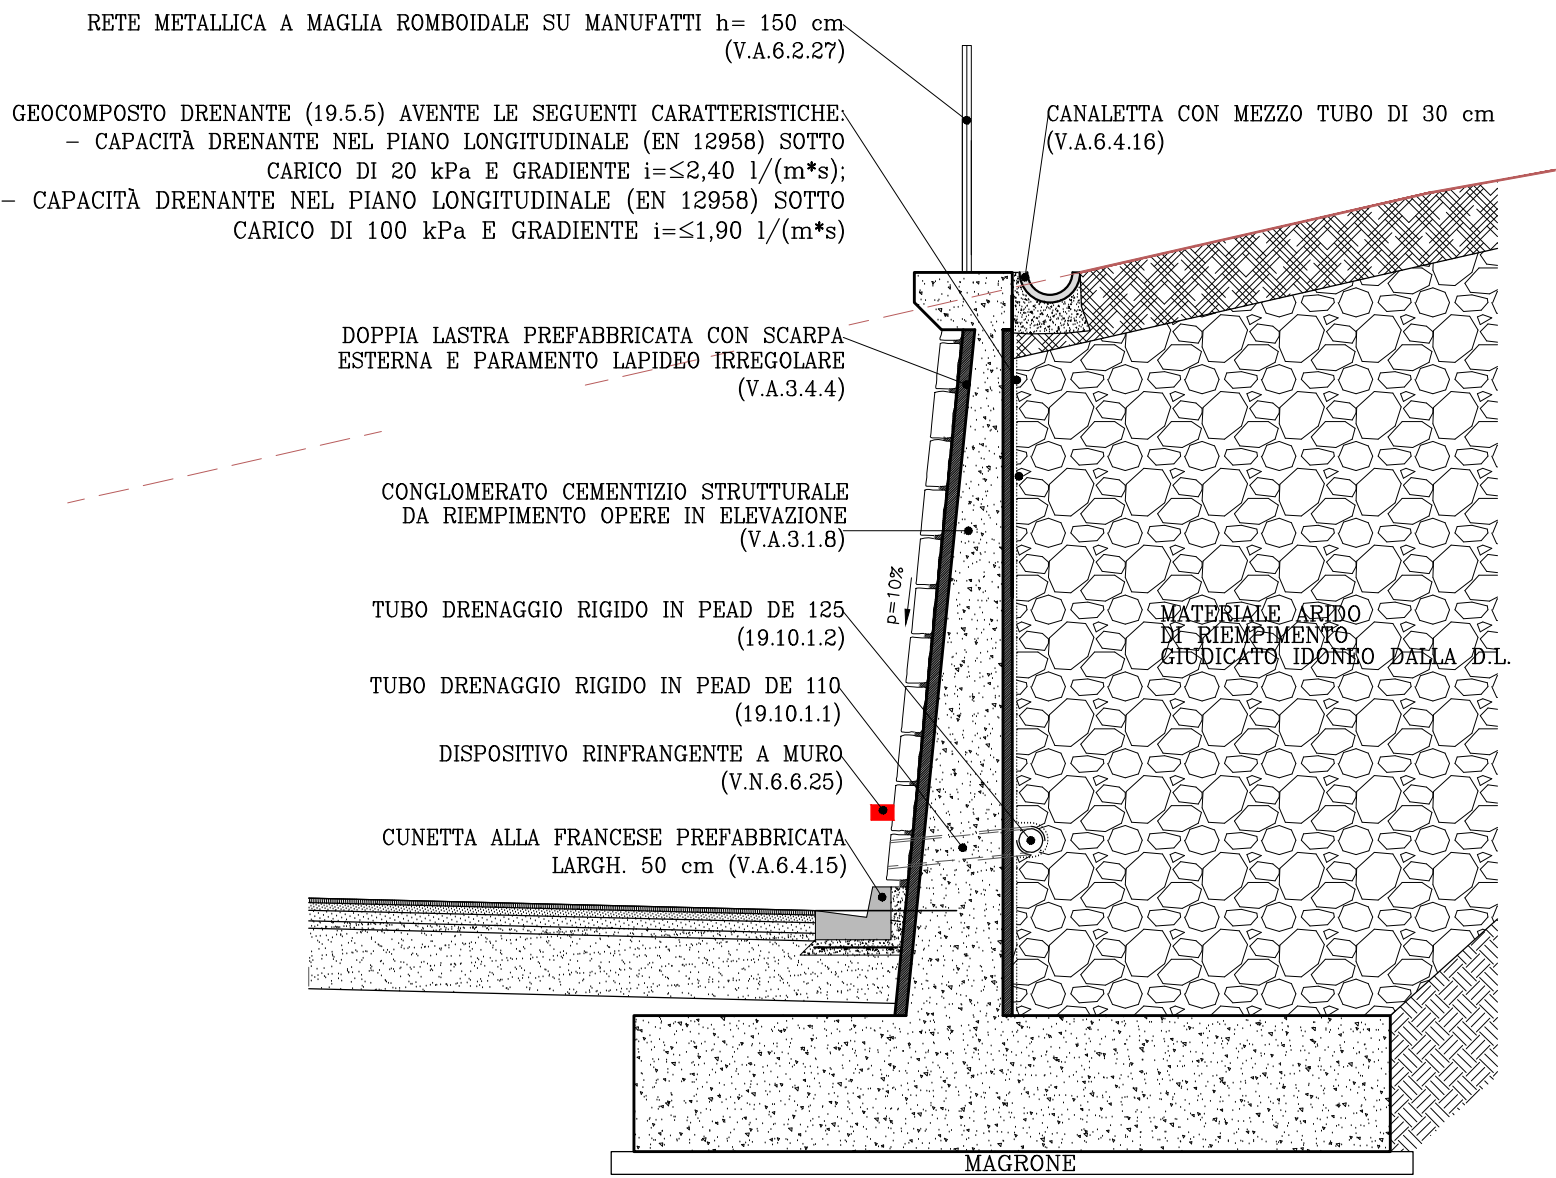 RETE METALLICA A MAGLIA ROMBOIDALE SU MANUFATTI h= 150 cm
(V.A.6.2.27)
GEOCOMPOSTO DRENANTE (19.5.5) AVENTE LE SEGUENTI CARATTERISTICHE:
– CAPACITÀ DRENANTE NEL PIANO LONGITUDINALE (EN 12958) SOTTO
CARICO DI 20 kPa E GRADIENTE i=≤2,40 l/(m*s);
– CAPACITÀ DRENANTE NEL PIANO LONGITUDINALE (EN 12958) SOTTO
CARICO DI 100 kPa E GRADIENTE i=≤1,90 l/(m*s)
CANALETTA CON MEZZO TUBO DI 30 cm
(V.A.6.4.16)
DOPPIA LASTRA PREFABBRICATA CON SCARPA
ESTERNA E PARAMENTO LAPIDEO IRREGOLARE
(V.A.3.4.4)
CONGLOMERATO CEMENTIZIO STRUTTURALE
DA RIEMPIMENTO OPERE IN ELEVAZIONE
(V.A.3.1.8)
p=10%
TUBO DRENAGGIO RIGIDO IN PEAD DE 125
(19.10.1.2)
MATERIALE ARIDO
DI RIEMPIMENTO
GIUDICATO IDONEO DALLA D.L.
TUBO DRENAGGIO RIGIDO IN PEAD DE 110
(19.10.1.1)
DISPOSITIVO RINFRANGENTE A MURO
(V.N.6.6.25)
CUNETTA ALLA FRANCESE PREFABBRICATA
LARGH. 50 cm (V.A.6.4.15)
MAGRONE